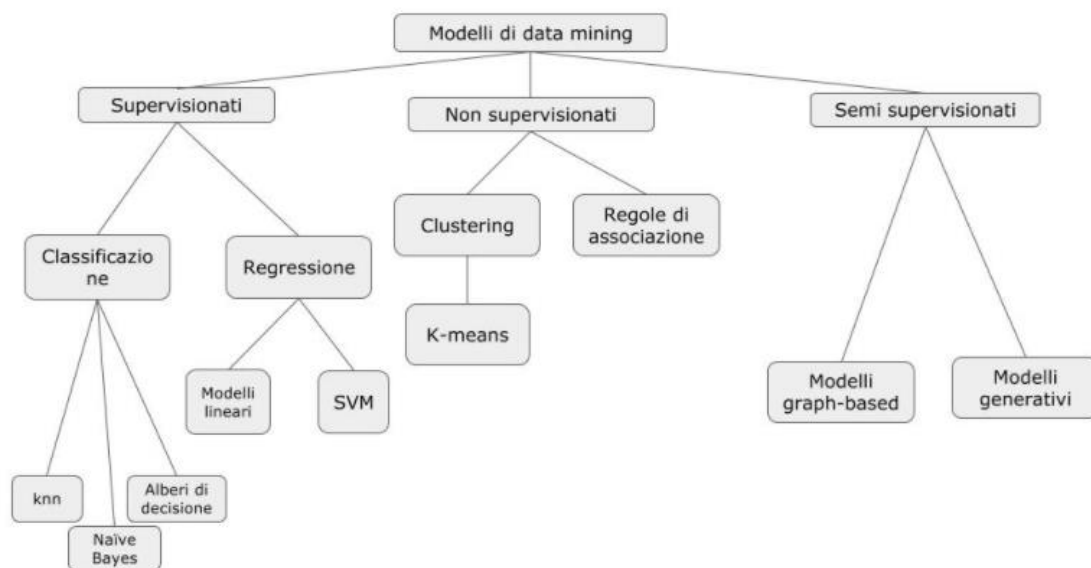 Modelli di data mining
Supervisionati
Non supervisionati
Semi supervisionati
Clustering
Regole di
associazione
Classificazio
ne
Regressione
K-means
Modelli
lineari
SVM
Modelli
graph-based
Modelli
generativi
knn
Alberi di
decisione
Naïve
Bayes